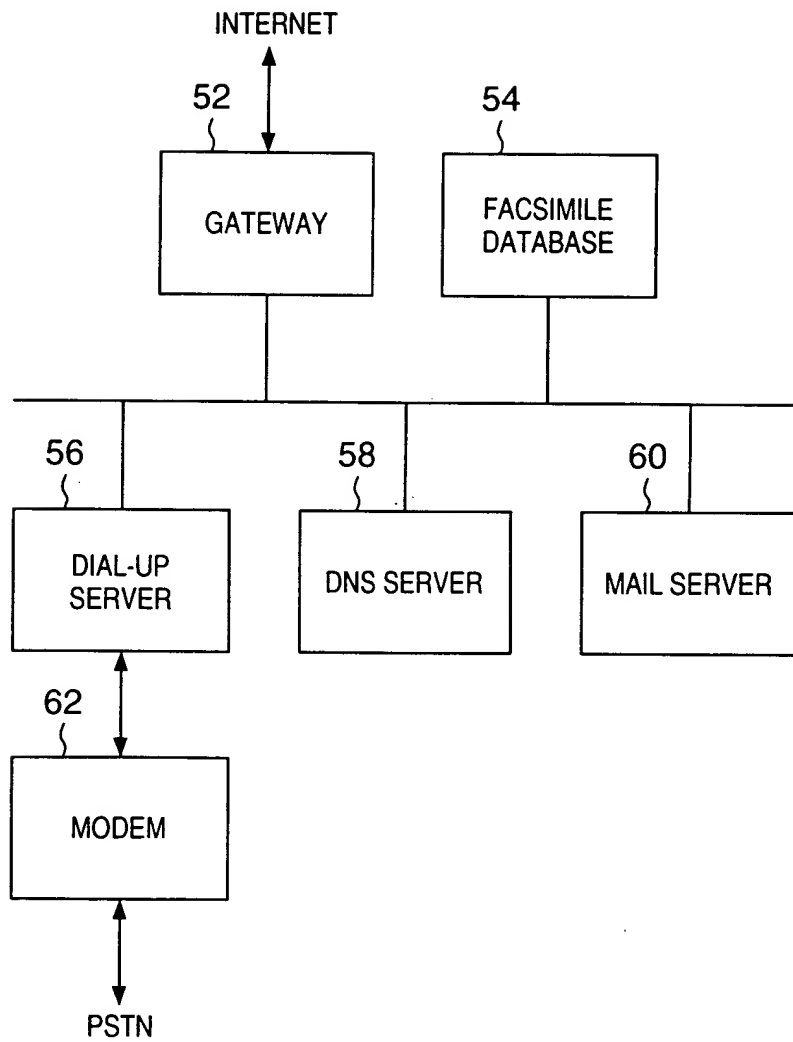 INTERNET
52
54
GATEWAY
FACSIMILE
DATABASE
56
58
60
DIAL-UP
SERVER
DNS SERVER
MAIL SERVER
62
MODEM
PSTN